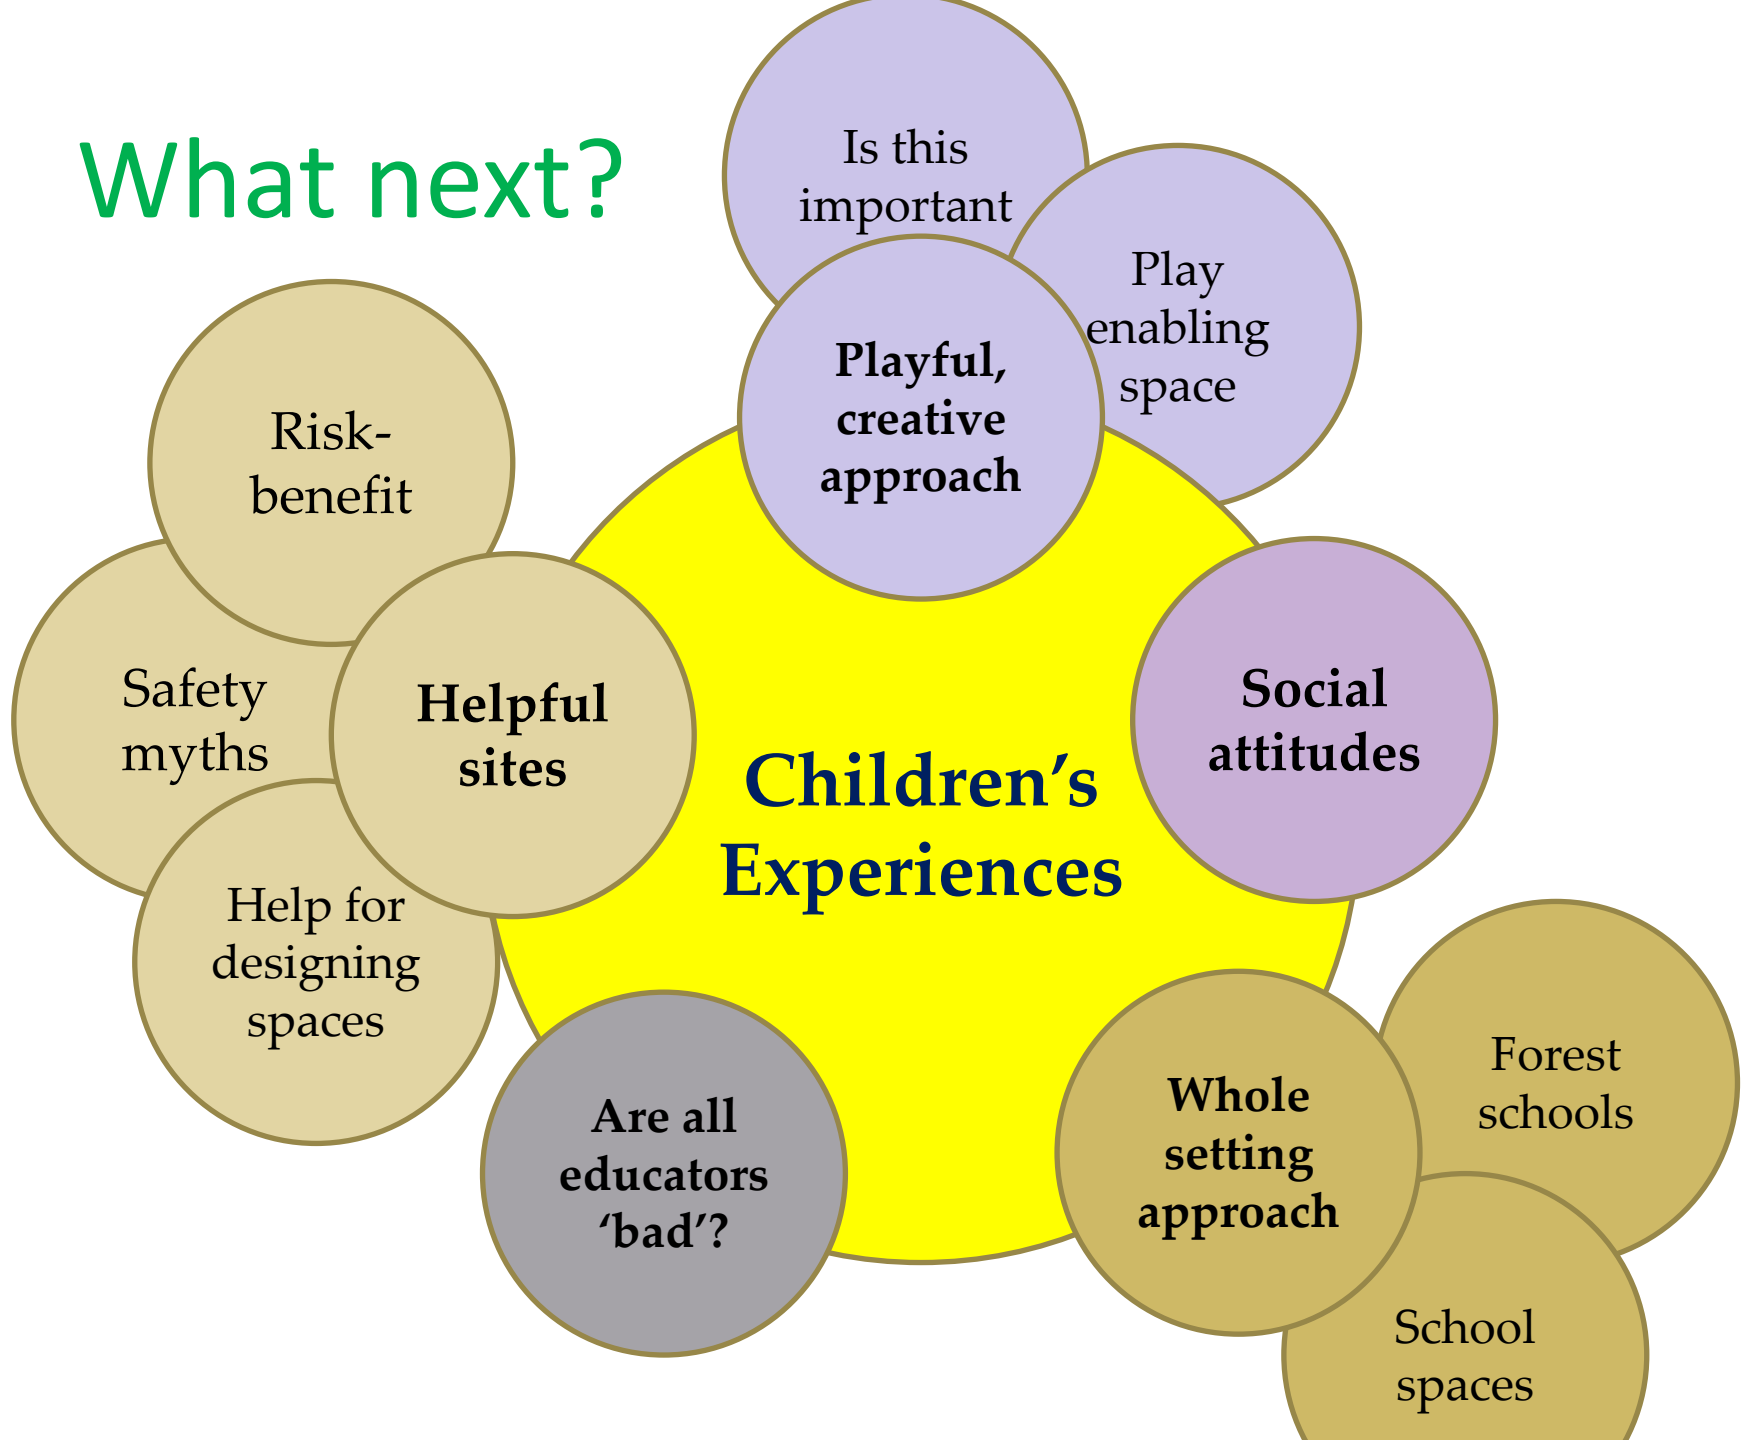 What next?
Is this
important
Play
enabling
space
Playful,
creative
approach
Risk-
benefit
Safety
myths
Helpful
sites
Help for
designing
spaces
Children’s
Experiences
Social
attitudes
Are all
educators
‘bad’?
Whole
setting
approach
Forest
schools
School
spaces